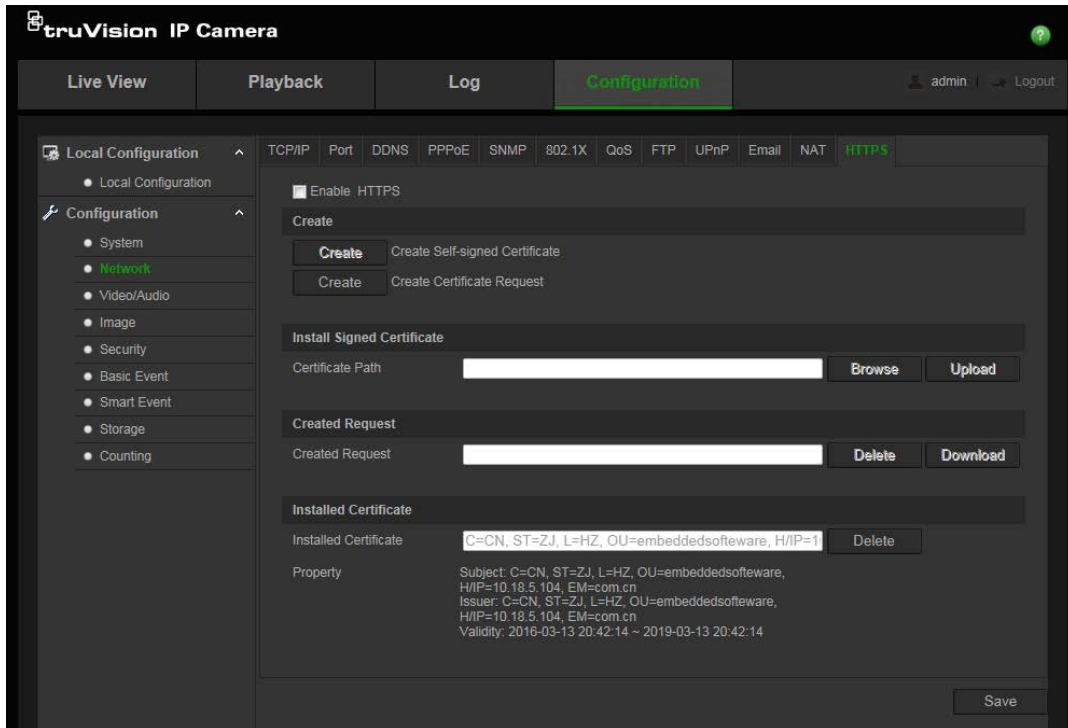 truVision IP Camera
?
Live View Playback Log Configuration admin Logout
Local Configuration
Local Configuration
Configuration
System
Network
Video/Audio
Image
Security
Basic Event
Smart Event
Storage
Counting
TCP/IP Port DDNS PPPoE SNMP 802.1X QoS FTP UPnP Email NAT HTTPS
Enable HTTPS
Create
Create Create Self-signed Certificate
Create Create Certificate Request
Install Signed Certificate
Certificate Path Browse Upload
Created Request
Created Request Delete Download
Installed Certificate
Installed Certificate C=CN, ST=ZJ, L=HZ, OU=embeddedsofteware, H/IP=1 Delete
Property Subject: C=CN, ST=ZJ, L=HZ, OU=embeddedsofteware,
H/IP=10.18.5.104, EM=com.cn
Issuer: C=CN, ST=ZJ, L=HZ, OU=embeddedsofteware,
H/IP=10.18.5.104, EM=com.cn
Validity: 2016-03-13 20:42:14 ~ 2019-03-13 20:42:14
Save